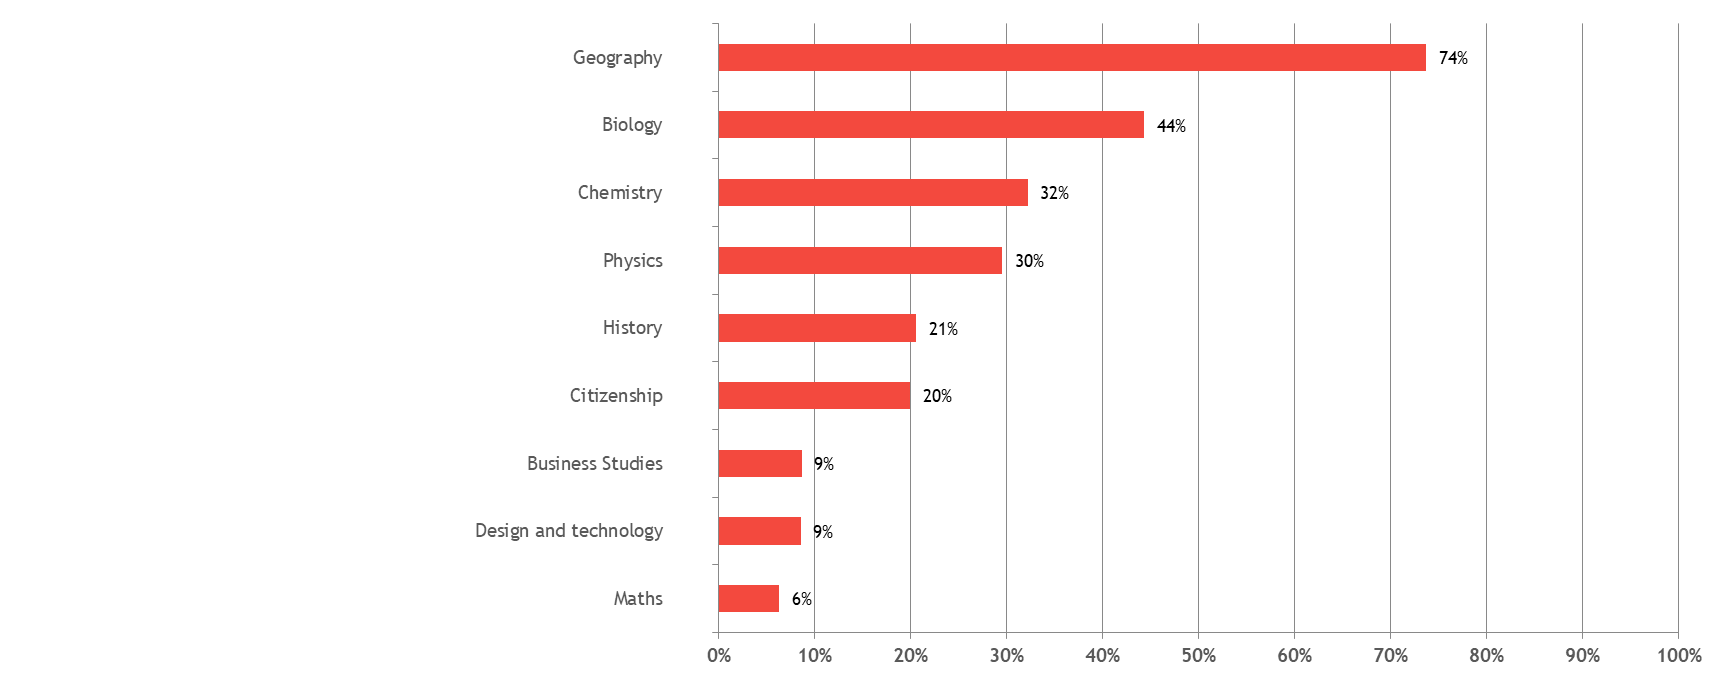 Geography 74%
Biology 44%
Chemistry 32%
Physics 30%
History 21%
Citizenship 20%
Business Studies 9%
Design and technology 9%
Maths 6%
0% 10% 20% 30% 40% 50% 60% 70% 80% 90% 100%